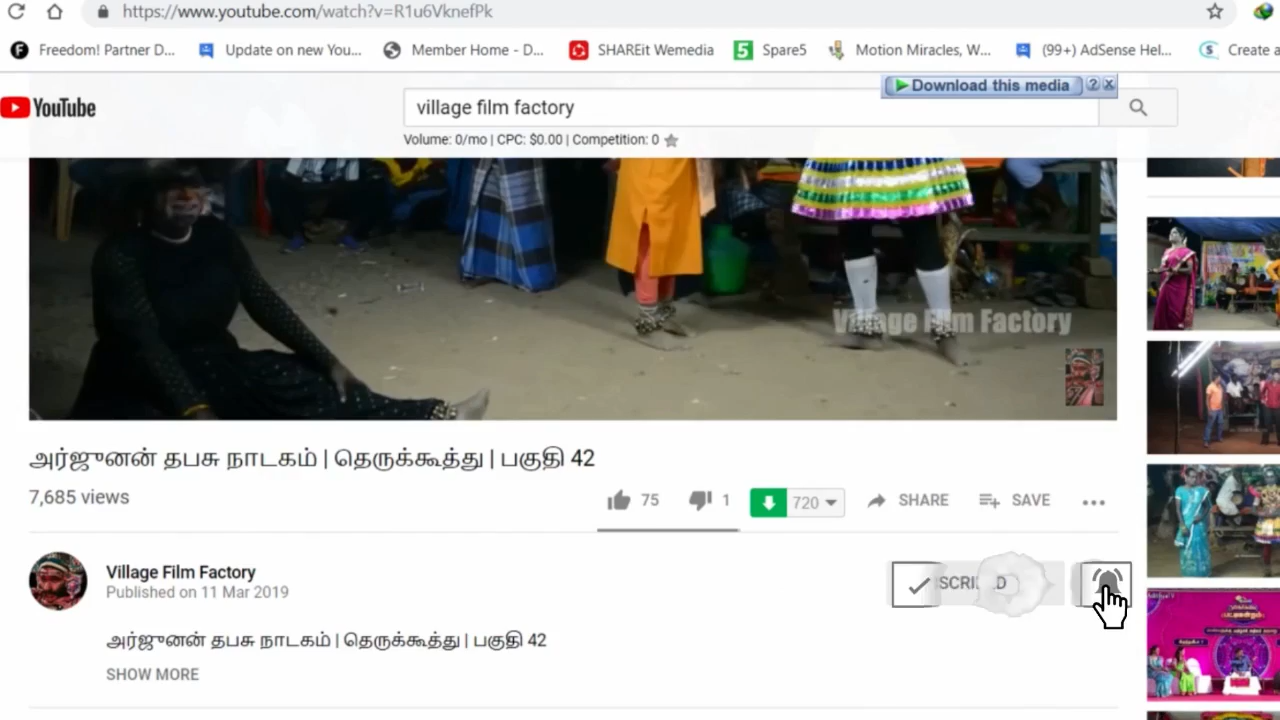 https://www.youtube.com/watch?v=R1u6VknefPk
Freedom! Partner D... Update on new You... Member Home - D... SHAREit Wemedia 5 Spare5 Motion Miracles, W... (99+) AdSense Hel... Create a
Download this media ? X
YouTube village film factory
Volume: 0/mo | CPC: $0.00 | Competition: 0
Village Film Factory
அர்ஜுனன் தபசு நாடகம் | தெருக்கூத்து | பகுதி 42
7,685 views
75 1 720 SHARE SAVE
Village Film Factory
Published on 11 Mar 2019
அர்ஜுனன் தபசு நாடகம் | தெருக்கூத்து | பகுதி 42
SHOW MORE